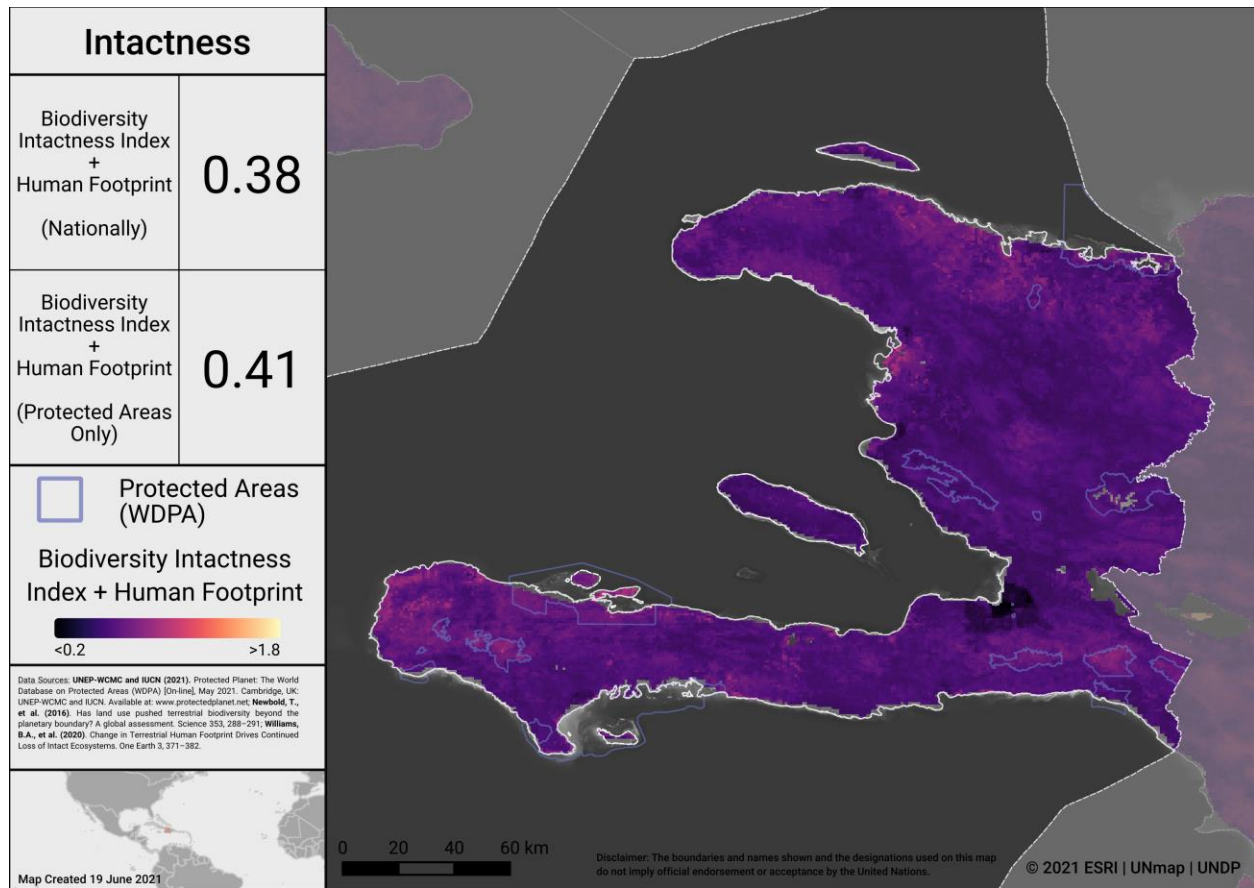 Intactness
Biodiversity
Intactness Index
+
Human Footprint
(Nationally)
0.38
Biodiversity
Intactness Index
+
Human Footprint
(Protected Areas
Only)
0.41
Protected Areas
(WDPA)
Biodiversity Intactness
Index + Human Footprint
<0.2
>1.8
Data Sources: UNEP-WCMC and IUCN (2021). Protected Planet: The World
Database on Protected Areas (WDPA) [On-line], May 2021. Cambridge, UK:
UNEP-WCMC and IUCN. Available at: www.protectedplanet.net; Newbold, T.,
et al. (2016). Has land use pushed terrestrial biodiversity beyond the
planetary boundary? A global assessment. Science 353, 288–291; Williams,
B.A., et al. (2020). Change in Terrestrial Human Footprint Drives Continued
Loss of Intact Ecosystems. One Earth 3, 371–382.
Map Created 19 June 2021
0 20 40 60 km
Disclaimer: The boundaries and names shown and the designations used on this map
do not imply official endorsement or acceptance by the United Nations.
© 2021 ESRI | UNmap | UNDP